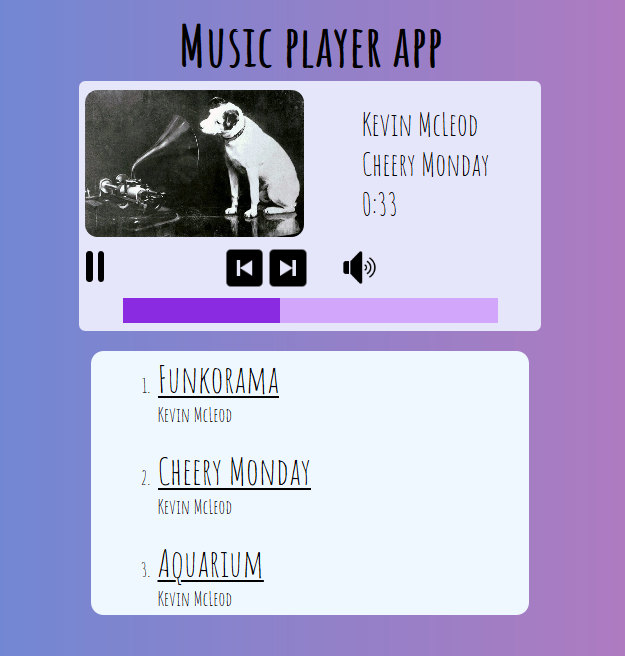 Music player app
Kevin McLeod
Cheery Monday
0:33
1. Funkorama
Kevin McLeod
2. Cheery Monday
Kevin McLeod
3. Aquarium
Kevin McLeod